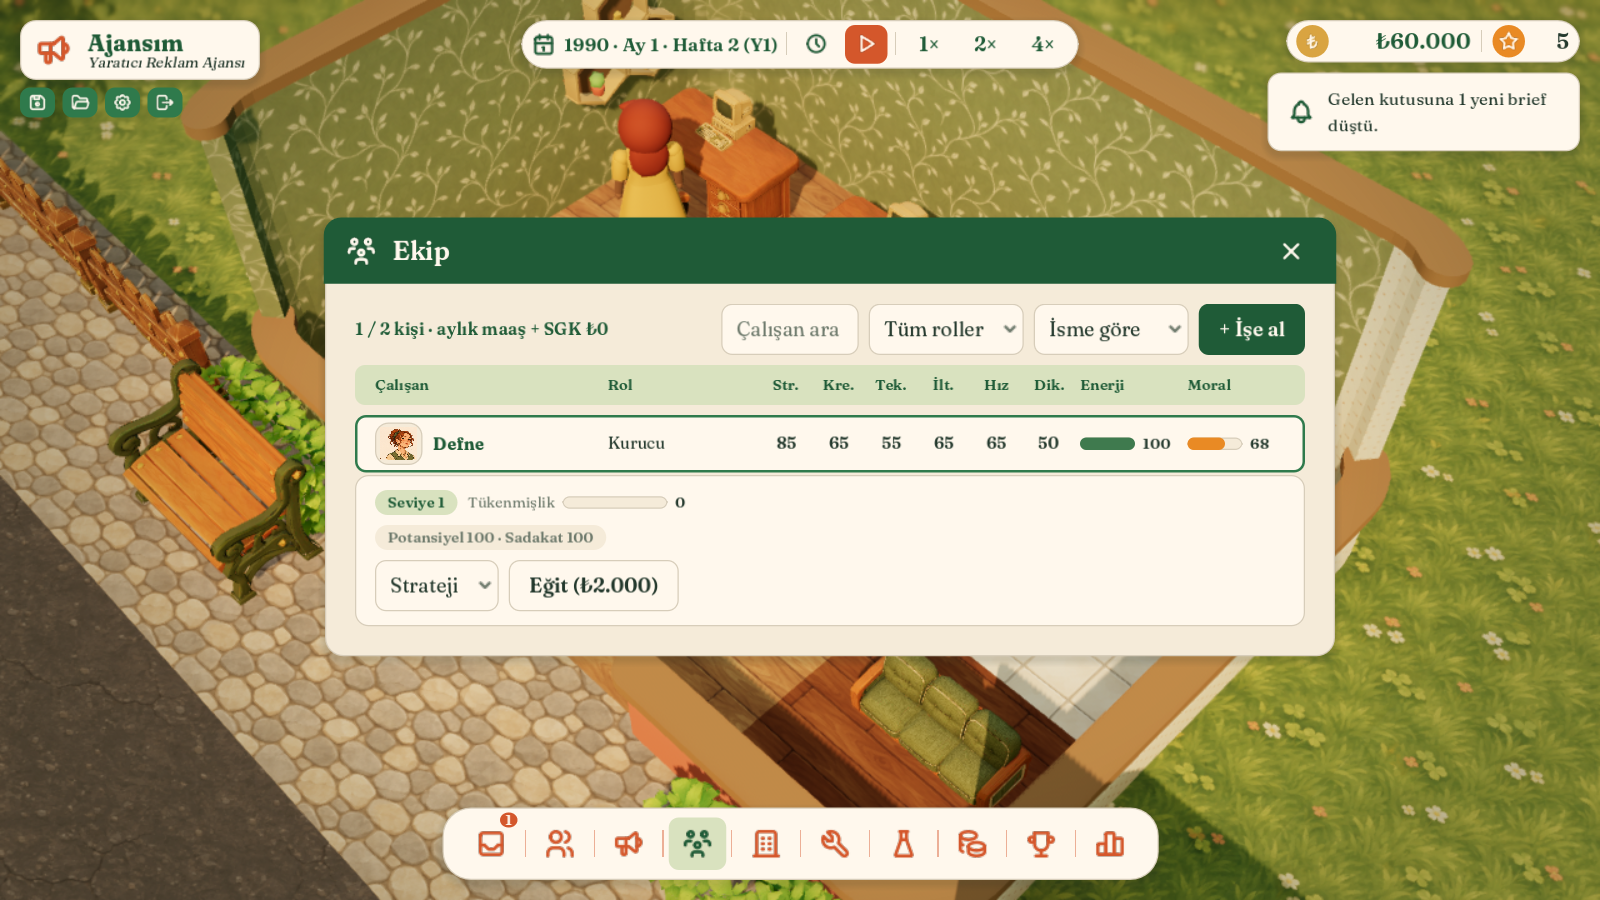 Ajansım
Yaratıcı Reklam Ajansı
1990 · Ay 1 · Hafta 2 (Y1)
1×
2×
4×
₺
₺60.000
5
Gelen kutusuna 1 yeni brief
düştü.
Ekip
1 / 2 kişi · aylık maaş + SGK ₺0
Çalışan ara
Tüm roller
İsme göre
+ İşe al
Çalışan Rol Str. Kre. Tek. İlt. Hız Dik. Enerji Moral
Defne Kurucu 85 65 55 65 65 50 100 68
Seviye 1 Tükenmişlik 0
Potansiyel 100 · Sadakat 100
Strateji
Eğit (₺2.000)
1